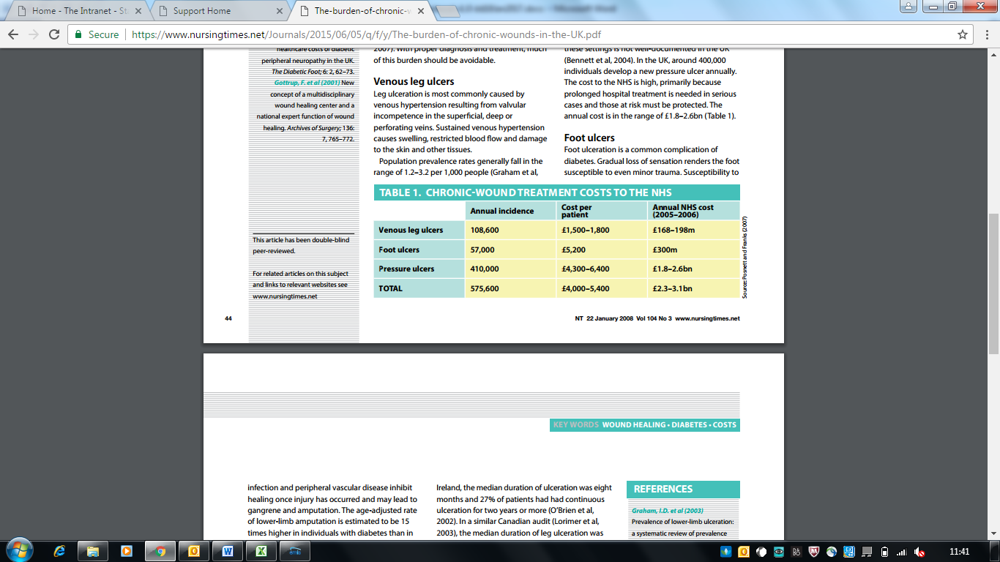 Home - The Intranet - St
Support Home
The-burden-of-chronic-w
Secure
https://www.nursingtimes.net/Journals/2015/06/05/q/f/y/The-burden-of-chronic-wounds-in-the-UK.pdf
healthcare costs of diabetic
peripheral neuropathy in the UK.
The Diabetic Foot; 6: 2, 62–73.
Gottrup, F. et al (2001) New
concept of a multidisciplinary
wound healing center and a
national expert function of wound
healing. Archives of Surgery; 136:
7, 765–772.
This article has been double-blind
peer-reviewed.
For related articles on this subject
and links to relevant websites see
www.nursingtimes.net
2007). With proper diagnosis and treatment, much
of this burden should be avoidable.
Venous leg ulcers
Leg ulceration is most commonly caused by
venous hypertension resulting from valvular
incompetence in the superficial, deep or
perforating veins. Sustained venous hypertension
causes swelling, restricted blood flow and damage
to the skin and other tissues.
Population prevalence rates generally fall in the
range of 1.2–3.2 per 1,000 people (Graham et al,
these settings is not well-documented in the UK
(Bennett et al, 2004). In the UK, around 400,000
individuals develop a new pressure ulcer annually.
The cost to the NHS is high, primarily because
prolonged hospital treatment is needed in serious
cases and those at risk must be protected. The
annual cost is in the range of £1.8–2.6bn (Table 1).
Foot ulcers
Foot ulceration is a common complication of
diabetes. Gradual loss of sensation renders the foot
susceptible to even minor trauma. Susceptibility to
TABLE 1. CHRONIC-WOUND TREATMENT COSTS TO THE NHS
Annual incidence Cost per patient Annual NHS cost (2005–2006)
Venous leg ulcers 108,600 £1,500–1,800 £168–198m
Foot ulcers 57,000 £5,200 £300m
Pressure ulcers 410,000 £4,300–6,400 £1.8–2.6bn
TOTAL 575,600 £4,000–5,400 £2.3–3.1bn
Source: Posnett and Franks (2007)
44
NT 22 January 2008 Vol 104 No 3 www.nursingtimes.net
KEY WORDS WOUND HEALING • DIABETES • COSTS
infection and peripheral vascular disease inhibit
healing once injury has occurred and may lead to
gangrene and amputation. The age-adjusted rate
of lower-limb amputation is estimated to be 15
times higher in individuals with diabetes than in
Ireland, the median duration of ulceration was eight
months and 27% of patients had had continuous
ulceration for two years or more (O'Brien et al,
2002). In a similar Canadian audit (Lorimer et al,
2003), the median duration of leg ulceration was
REFERENCES
Graham, I.D. et al (2003)
Prevalence of lower-limb ulceration:
a systematic review of prevalence
11:41